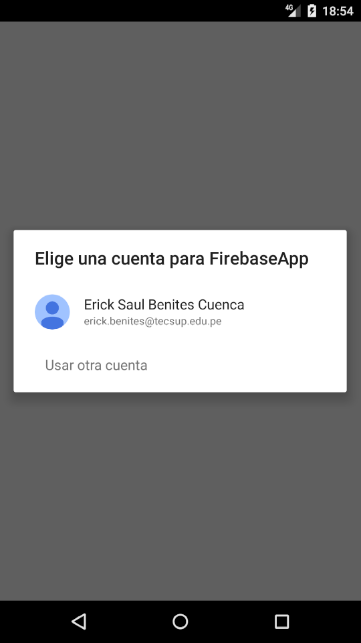 4G 18:54
Elige una cuenta para FirebaseApp
Erick Saul Benites Cuenca
erick.benites@tecsup.edu.pe
Usar otra cuenta